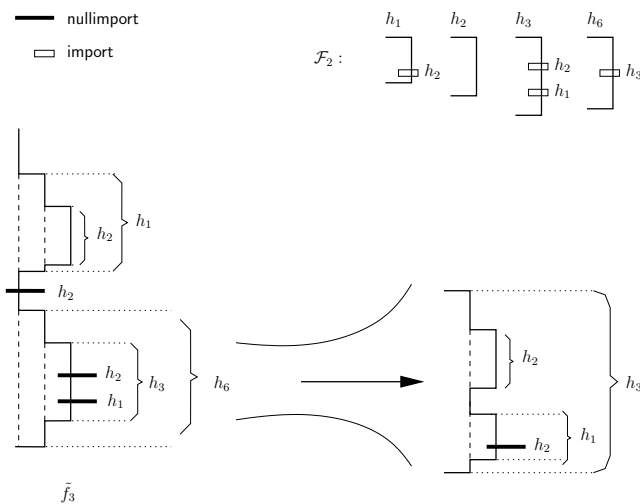 nullimport
import
h₁ h₂ h₃ h₆
ℱ₂ :
h₂ h₂ h₃
h₁
h₁
h₂
h₂
h₂
h₁
h₃
h₆
h₂
h₃
h₂
h₁
f̃₃